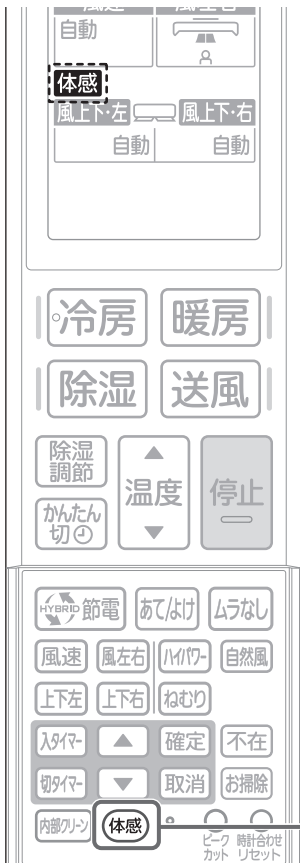 風速 風左右
自動
体感
風上下・左 風上下・右
自動 自動
冷房 暖房
除湿 送風
除湿
調節
温度
停止
かんたん
切
HYBRID 節電 あて/よけ ムラなし
風速 風左右 ハイパワー 自然風
上下左 上下右 ねむり
入タイマー 確定 不在
切タイマー 取消 お掃除
内部クリーン 体感
ピーク
カット
時計合わせ
リセット